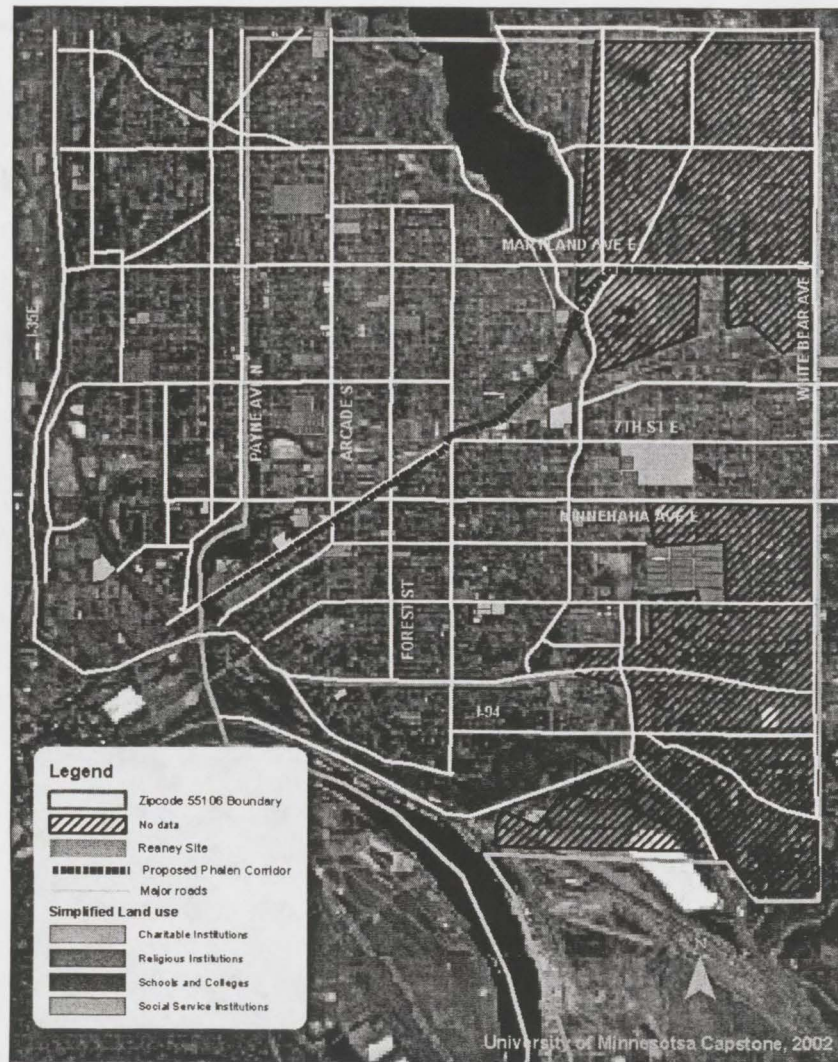 MARYLAND AVE E
I-35E
WHITE BEAR AVE N
PAYNE AVE N
ARCADE S
7TH ST E
MINNEHAHA AVE E
FOREST ST
I-94
Legend
Zipcode 55106 Boundary
No data
Reaney Site
Proposed Phalen Corridor
Major roads
Simplified Land use
Charitable Institutions
Religious Institutions
Schools and Colleges
Social Service Institutions
N
University of Minnesotsa Capstone, 2002